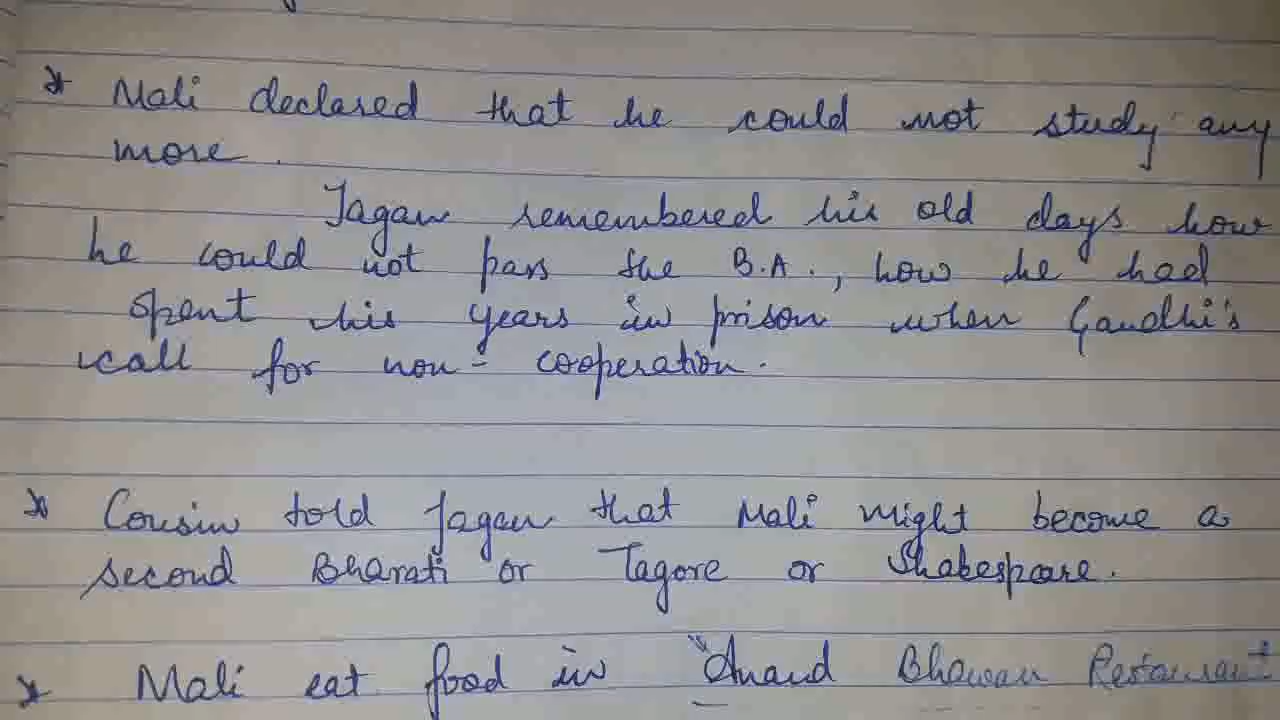 * Mali declared that he could not study any
more.
Jagan remembered his old days how
he could not pass the B.A., how he had
spent his years in prison when Gandhi's
call for non-cooperation.
* Cousin told Jagan that Mali might become a
second Bharati or Tagore or Shakespeare.
* Mali eat food in "Anand Bhawan Restaurant